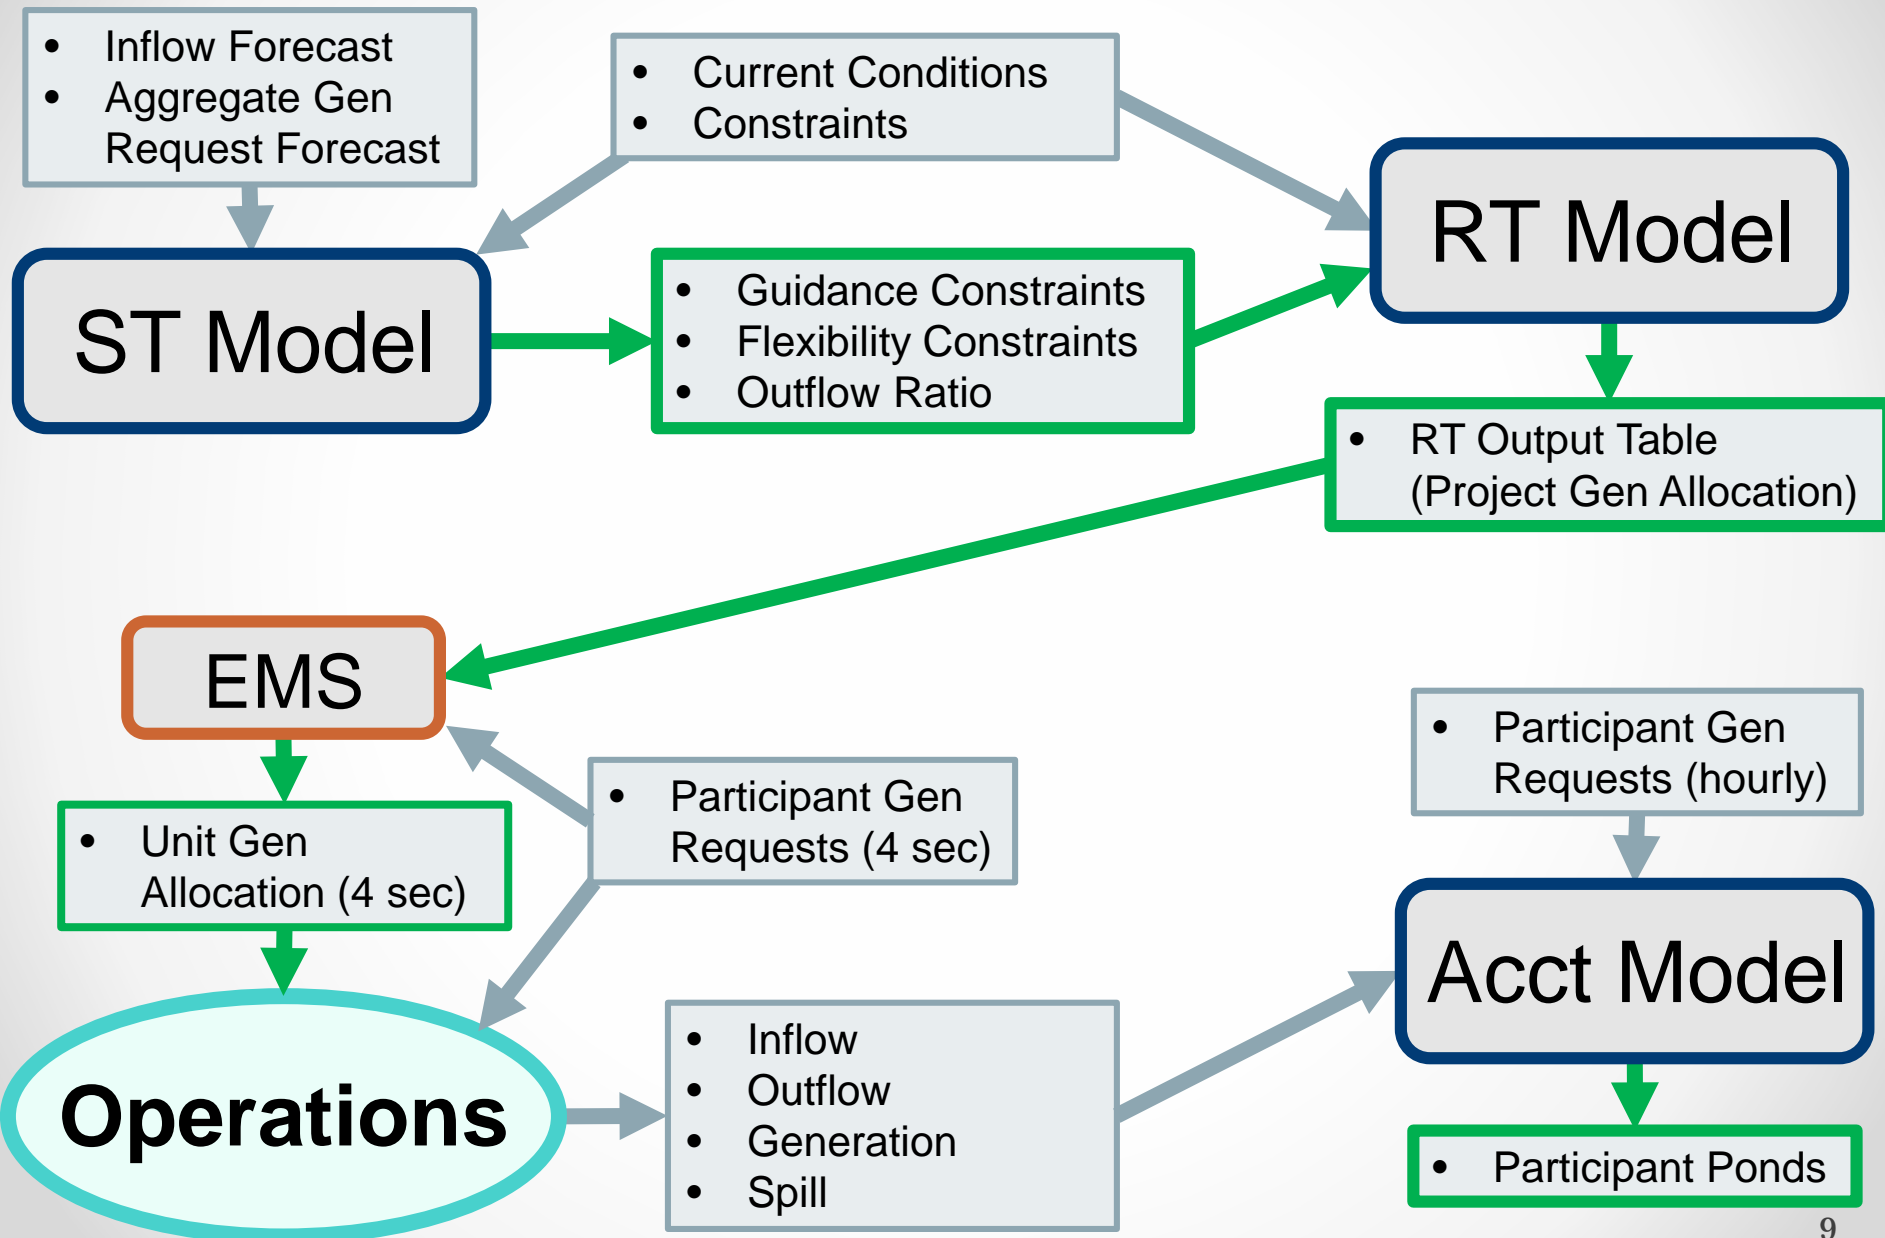 • Inflow Forecast
• Aggregate Gen
Request Forecast
• Current Conditions
• Constraints
RT Model
ST Model
• Guidance Constraints
• Flexibility Constraints
• Outflow Ratio
• RT Output Table
(Project Gen Allocation)
EMS
• Participant Gen
Requests (4 sec)
• Participant Gen
Requests (hourly)
• Unit Gen
Allocation (4 sec)
Acct Model
Operations
• Inflow
• Outflow
• Generation
• Spill
• Participant Ponds
9